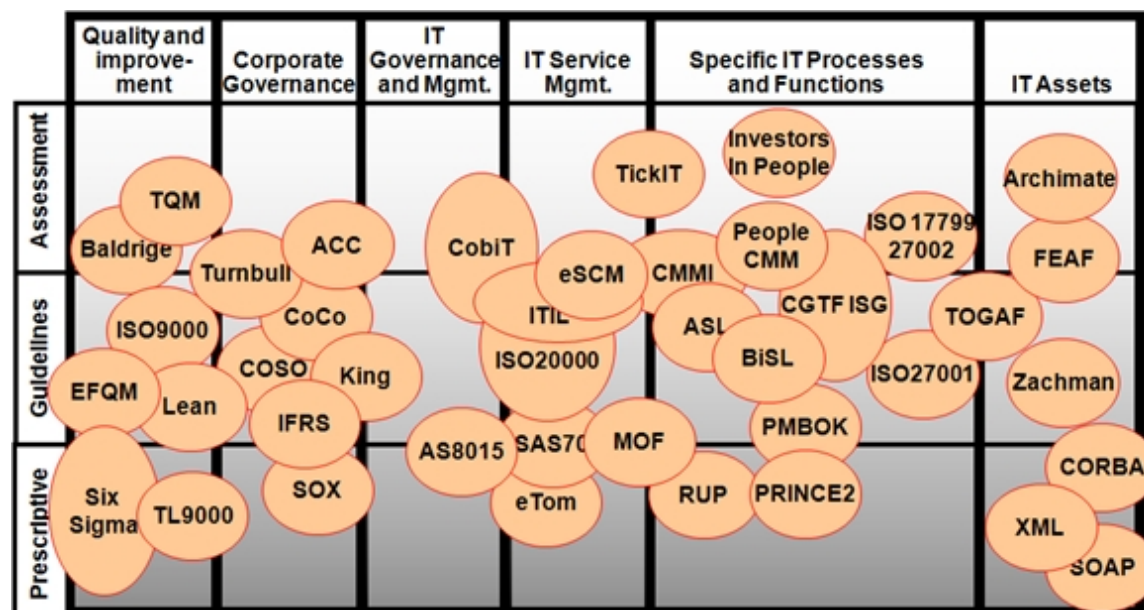 Quality and
improve-
ment
Corporate
Governance
IT
Governance
and Mgmt.
IT Service
Mgmt.
Specific IT Processes
and Functions
IT Assets
Assessment
TQM
Baldrige
Turnbull
ACC
CobiT
TickIT
eSCM
Investors
In People
People
CMM
CMMI
ISO 17799
27002
Archimate
FEAF
Guidelines
ISO9000
EFQM
Lean
CoCo
COSO
King
IFRS
ITIL
ISO20000
ASL
BiSL
CGTF ISG
ISO27001
PMBOK
TOGAF
Zachman
Prescriptive
Six
Sigma
TL9000
SOX
AS8015
SAS70
MOF
eTom
RUP
PRINCE2
CORBA
XML
SOAP